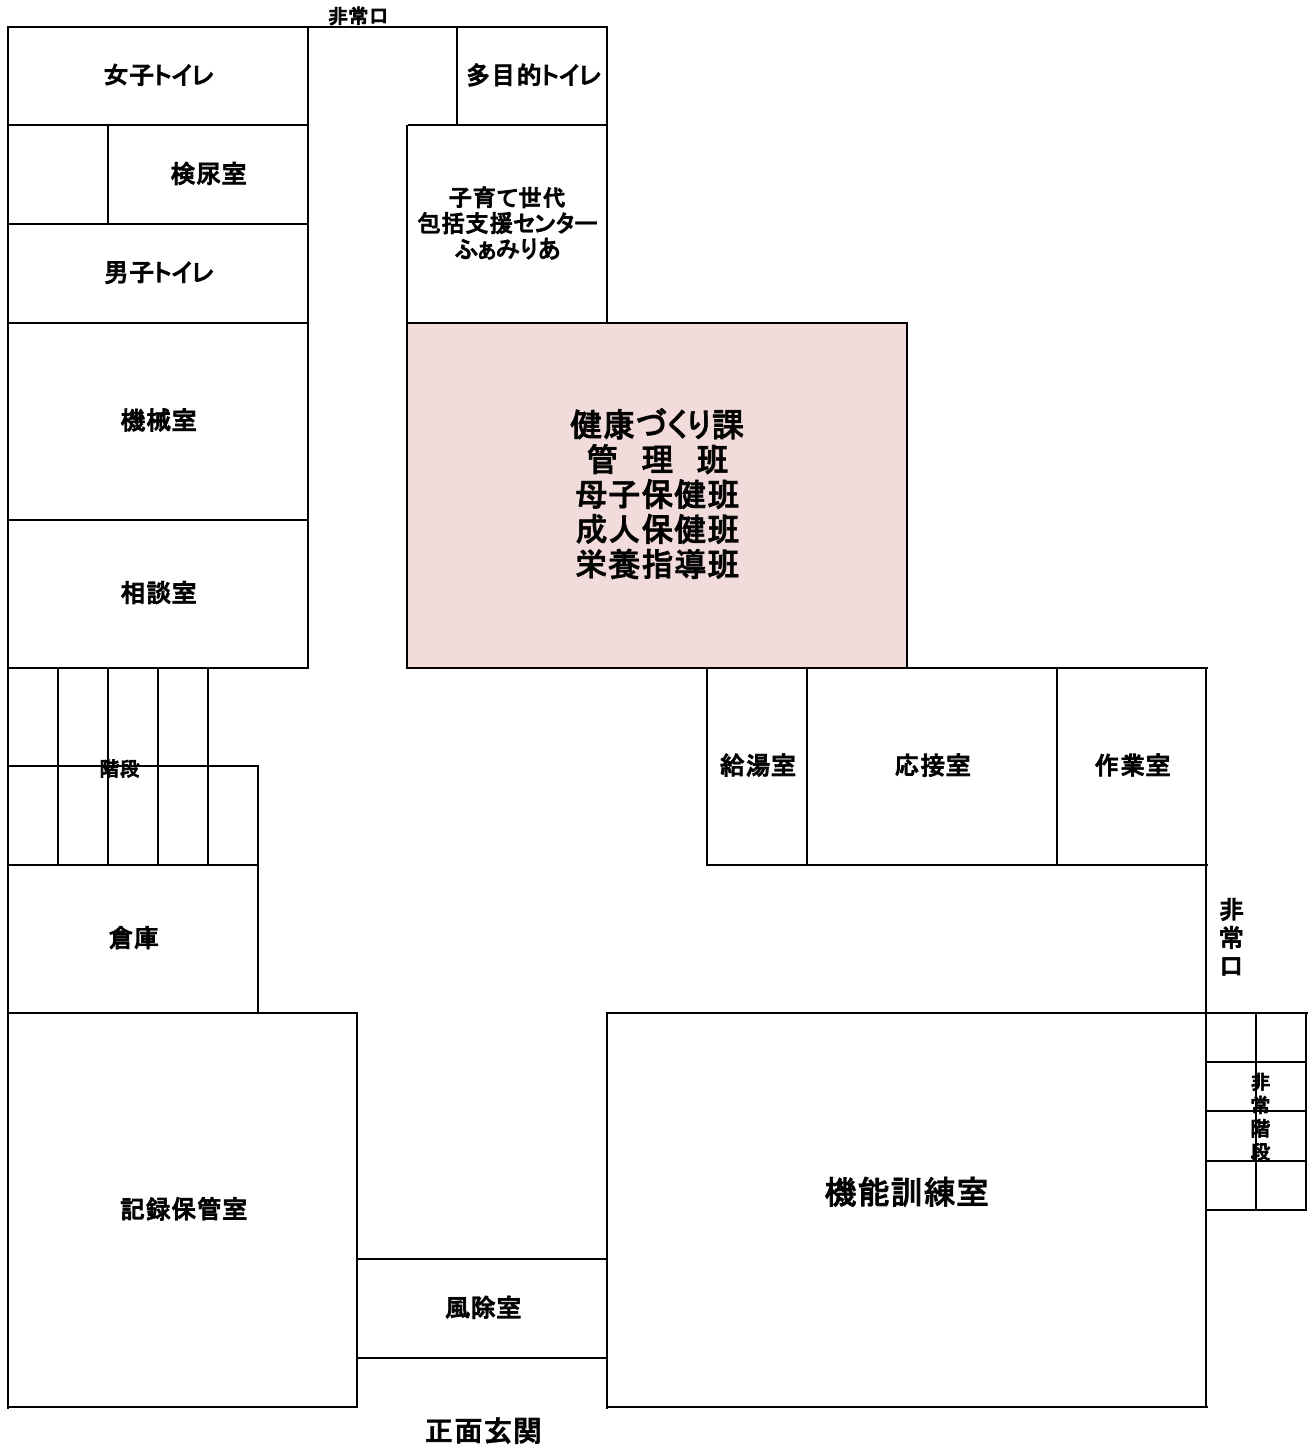 非常口
女子トイレ
多目的トイレ
検尿室
子育て世代
包括支援センター
ふぁみりあ
男子トイレ
機械室
健康づくり課
管　理　班
母子保健班
成人保健班
栄養指導班
相談室
階段
給湯室
応接室
作業室
倉庫
非常口
非常階段
記録保管室
機能訓練室
風除室
正面玄関